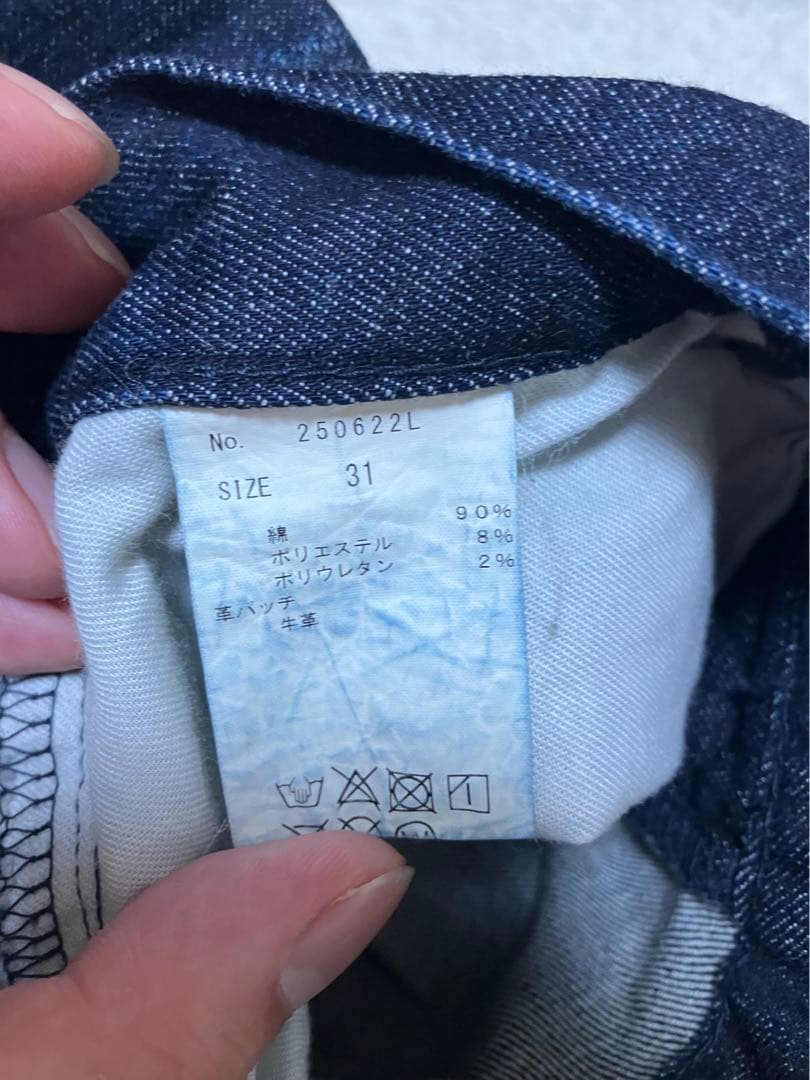 No. 250622L
SIZE 31
綿 90%
ポリエステル 8%
ポリウレタン 2%
革パッチ
牛革